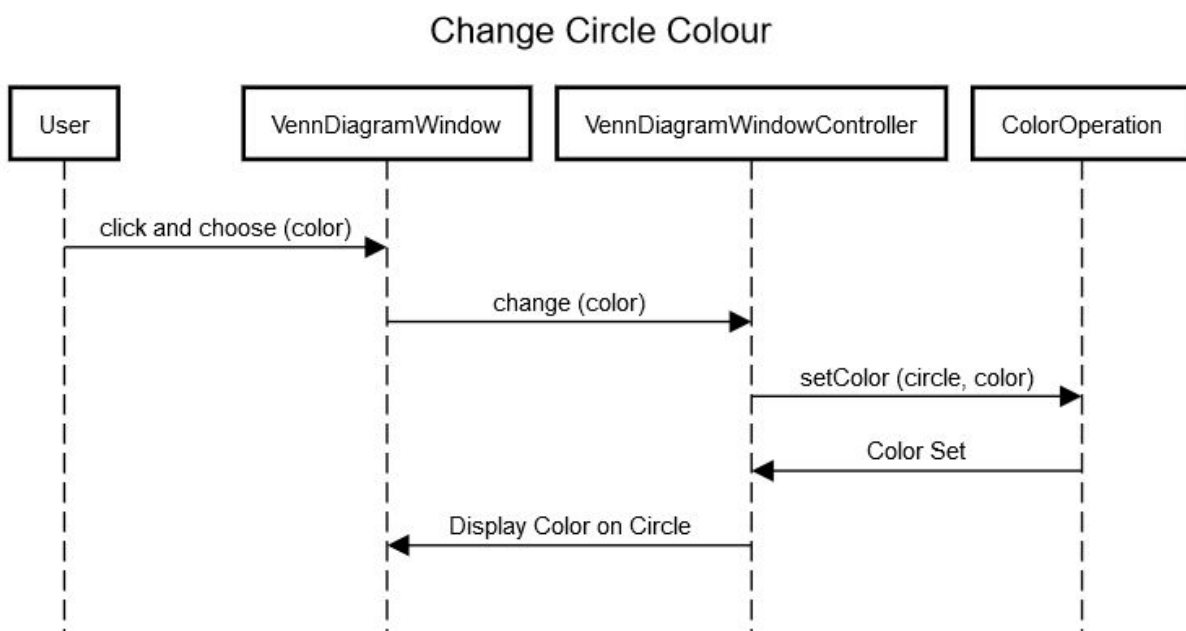 Change Circle Colour
User
VennDiagramWindow
VennDiagramWindowController
ColorOperation
click and choose (color)
change (color)
setColor (circle, color)
Color Set
Display Color on Circle